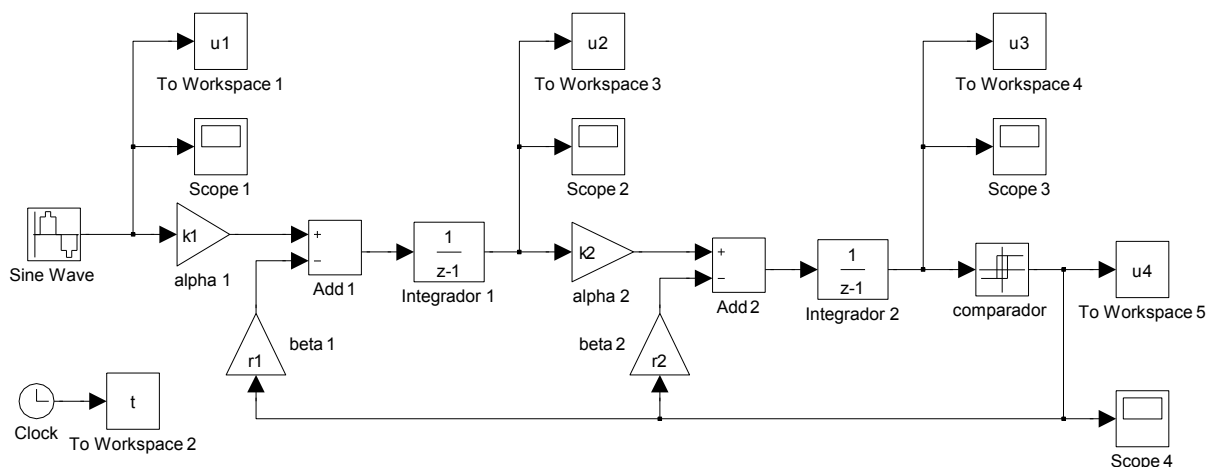 u1
To Workspace 1
u2
To Workspace 3
u3
To Workspace 4
Scope 1
Scope 2
Scope 3
Sine Wave
k1
alpha 1
+
−
Add 1
1
z-1
Integrador 1
k2
alpha 2
+
−
Add 2
1
z-1
Integrador 2
comparador
u4
To Workspace 5
r1
beta 1
r2
beta 2
Clock
t
To Workspace 2
Scope 4